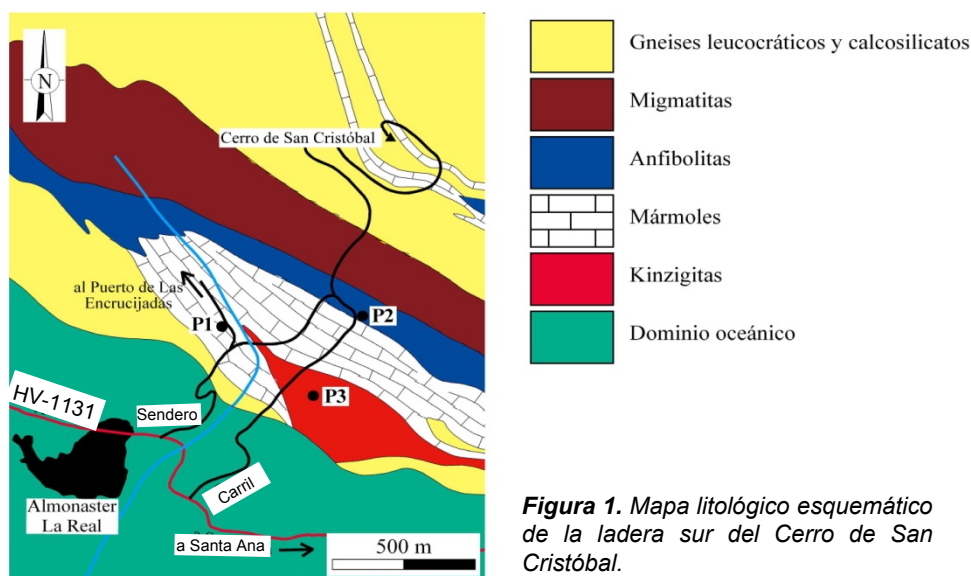 N
Cerro de San Cristóbal
al Puerto de Las
Encrucijadas
P1
P2
P3
HV-1131
Sendero
Carril
Almonaster
La Real
a Santa Ana
500 m
Gneises leucocráticos y calcosilicatos
Migmatitas
Anfibolitas
Mármoles
Kinzigitas
Dominio oceánico
Figura 1. Mapa litológico esquemático
de la ladera sur del Cerro de San
Cristóbal.